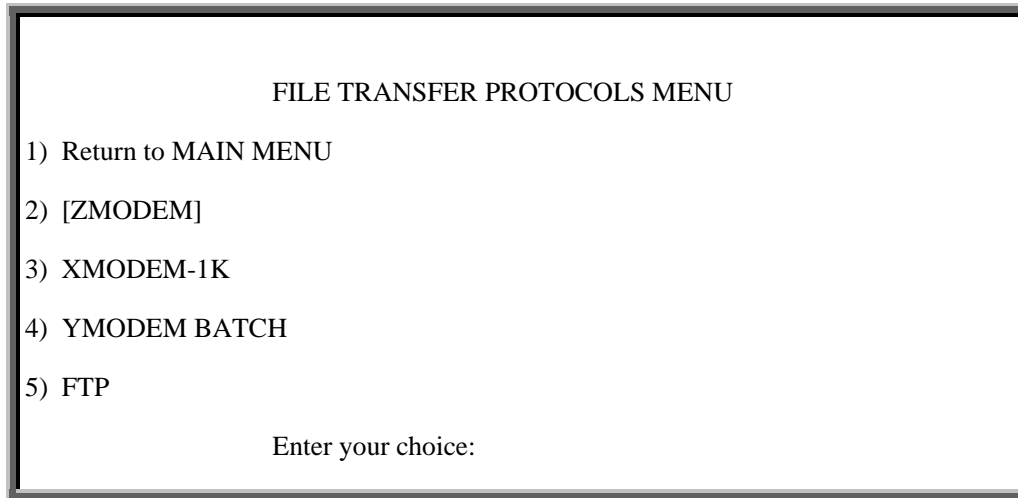 FILE TRANSFER PROTOCOLS MENU
1) Return to MAIN MENU
2) [ZMODEM]
3) XMODEM-1K
4) YMODEM BATCH
5) FTP
Enter your choice: